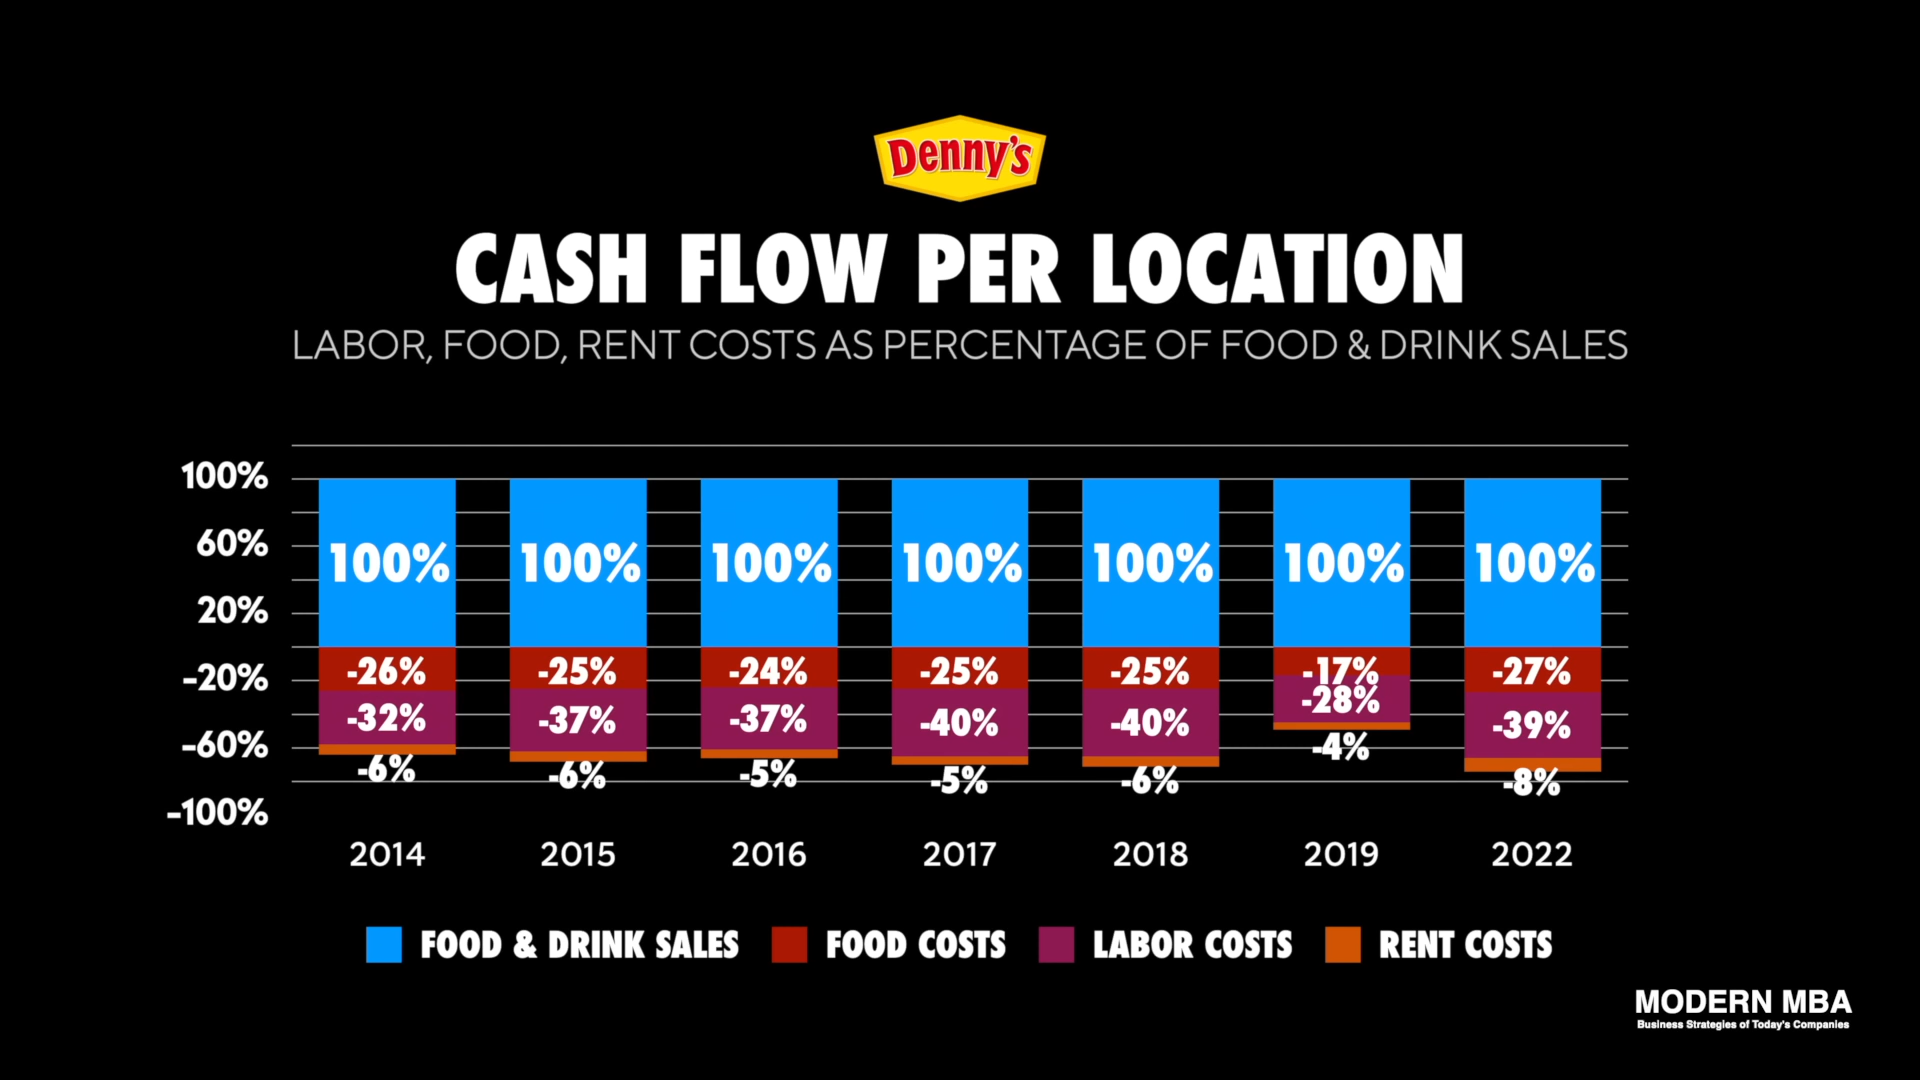 Denny's
CASH FLOW PER LOCATION
LABOR, FOOD, RENT COSTS AS PERCENTAGE OF FOOD & DRINK SALES
100%
60%
20%
-20%
-60%
-100%
100% 100% 100% 100% 100% 100% 100%
-26% -25% -24% -25% -25% -17% -27%
-32% -37% -37% -40% -40% -28% -39%
-6% -6% -5% -5% -6% -4% -8%
2014 2015 2016 2017 2018 2019 2022
FOOD & DRINK SALES FOOD COSTS LABOR COSTS RENT COSTS
MODERN MBA
Business Strategies of Today's Companies